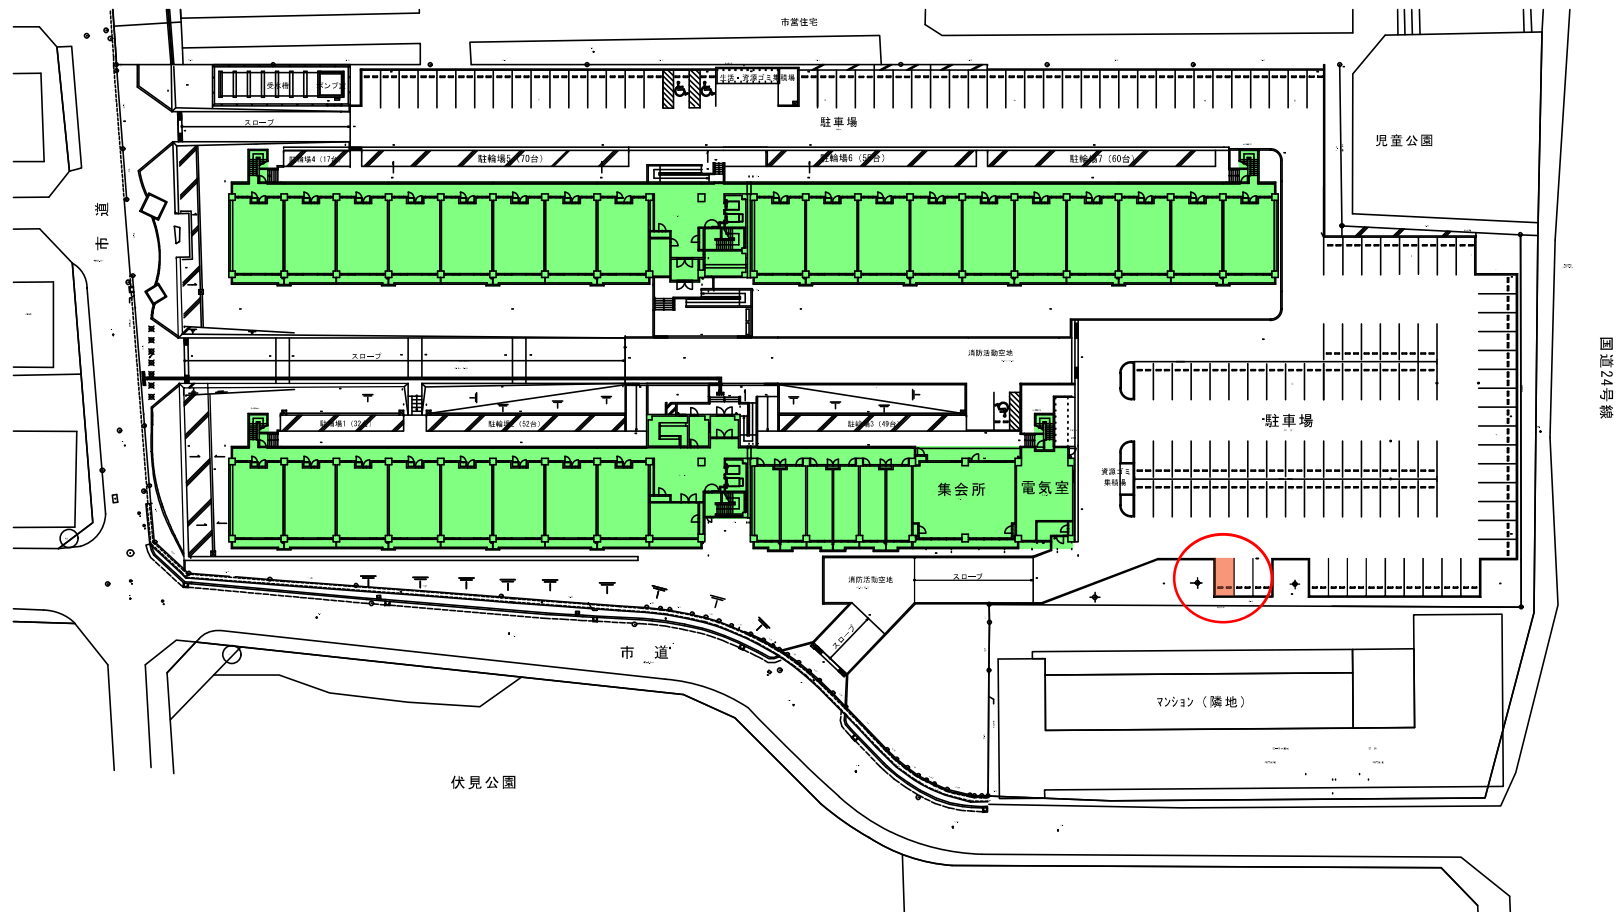 市営住宅
受水槽
ポンプ室
生活・資源ゴミ集積場
スロープ
駐車場
児童公園
駐輪場4（17台）
駐輪場5（70台）
駐輪場6（55台）
駐輪場7（60台）
市道
スロープ
消防活動空地
国道24号線
駐輪場1（32台）
駐輪場2（52台）
駐輪場3（49台）
駐車場
資源ゴミ
集積場
集会所
電気室
消防活動空地
スロープ
スロープ
市道
マンション（隣地）
伏見公園